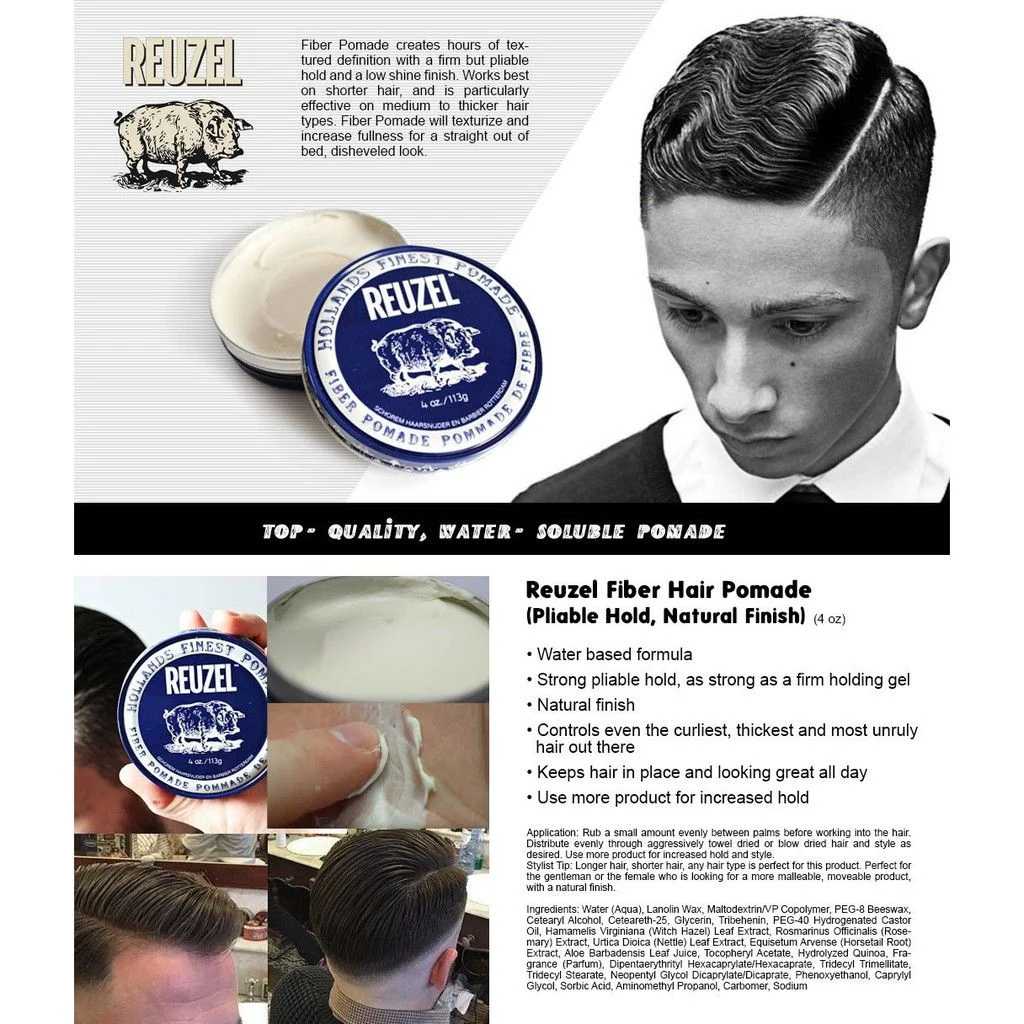 REUZEL
Fiber Pomade creates hours of tex-
tured definition with a firm but pliable
hold and a low shine finish. Works best
on shorter hair, and is particularly
effective on medium to thicker hair
types. Fiber Pomade will texturize and
increase fullness for a straight out of
bed, disheveled look.
HOLLANDS FINEST POMADE™
REUZEL
4 oz./113g
SCHOREM HAARSNIJDER EN BARBIER ROTTERDAM
FIBER POMADE POMMADE DE FIBRE
TOP- QUALITY, WATER- SOLUBLE POMADE
HOLLANDS FINEST POM
REUZEL™
4 oz./113g
SCHOREM HAARSNIJDER EN BARBIER ROTTERDAM
FIBER POMADE POMMADE DE
Reuzel Fiber Hair Pomade
(Pliable Hold, Natural Finish) (4 oz)
• Water based formula
• Strong pliable hold, as strong as a firm holding gel
• Natural finish
• Controls even the curliest, thickest and most unruly
hair out there
• Keeps hair in place and looking great all day
• Use more product for increased hold
Application: Rub a small amount evenly between palms before working into the hair.
Distribute evenly through aggressively towel dried or blow dried hair and style as
desired. Use more product for increased hold and style.
Stylist Tip: Longer hair, shorter hair, any hair type is perfect for this product. Perfect for
the gentleman or the female who is looking for a more malleable, moveable product,
with a natural finish.
Ingredients: Water (Aqua), Lanolin Wax, Maltodextrin/VP Copolymer, PEG-8 Beeswax,
Cetearyl Alcohol, Ceteareth-25, Glycerin, Tribehenin, PEG-40 Hydrogenated Castor
Oil, Hamamelis Virginiana (Witch Hazel) Leaf Extract, Rosmarinus Officinalis (Rose-
mary) Extract, Urtica Dioica (Nettle) Leaf Extract, Equisetum Arvense (Horsetail Root)
Extract, Aloe Barbadensis Leaf Juice, Tocopheryl Acetate, Hydrolyzed Quinoa, Fra-
grance (Parfum), Dipentaerythrityl Hexacaprylate/Hexacaprate, Tridecyl Trimellitate,
Tridecyl Stearate, Neopentyl Glycol Dicaprylate/Dicaprate, Phenoxyethanol, Caprylyl
Glycol, Sorbic Acid, Aminomethyl Propanol, Carbomer, Sodium